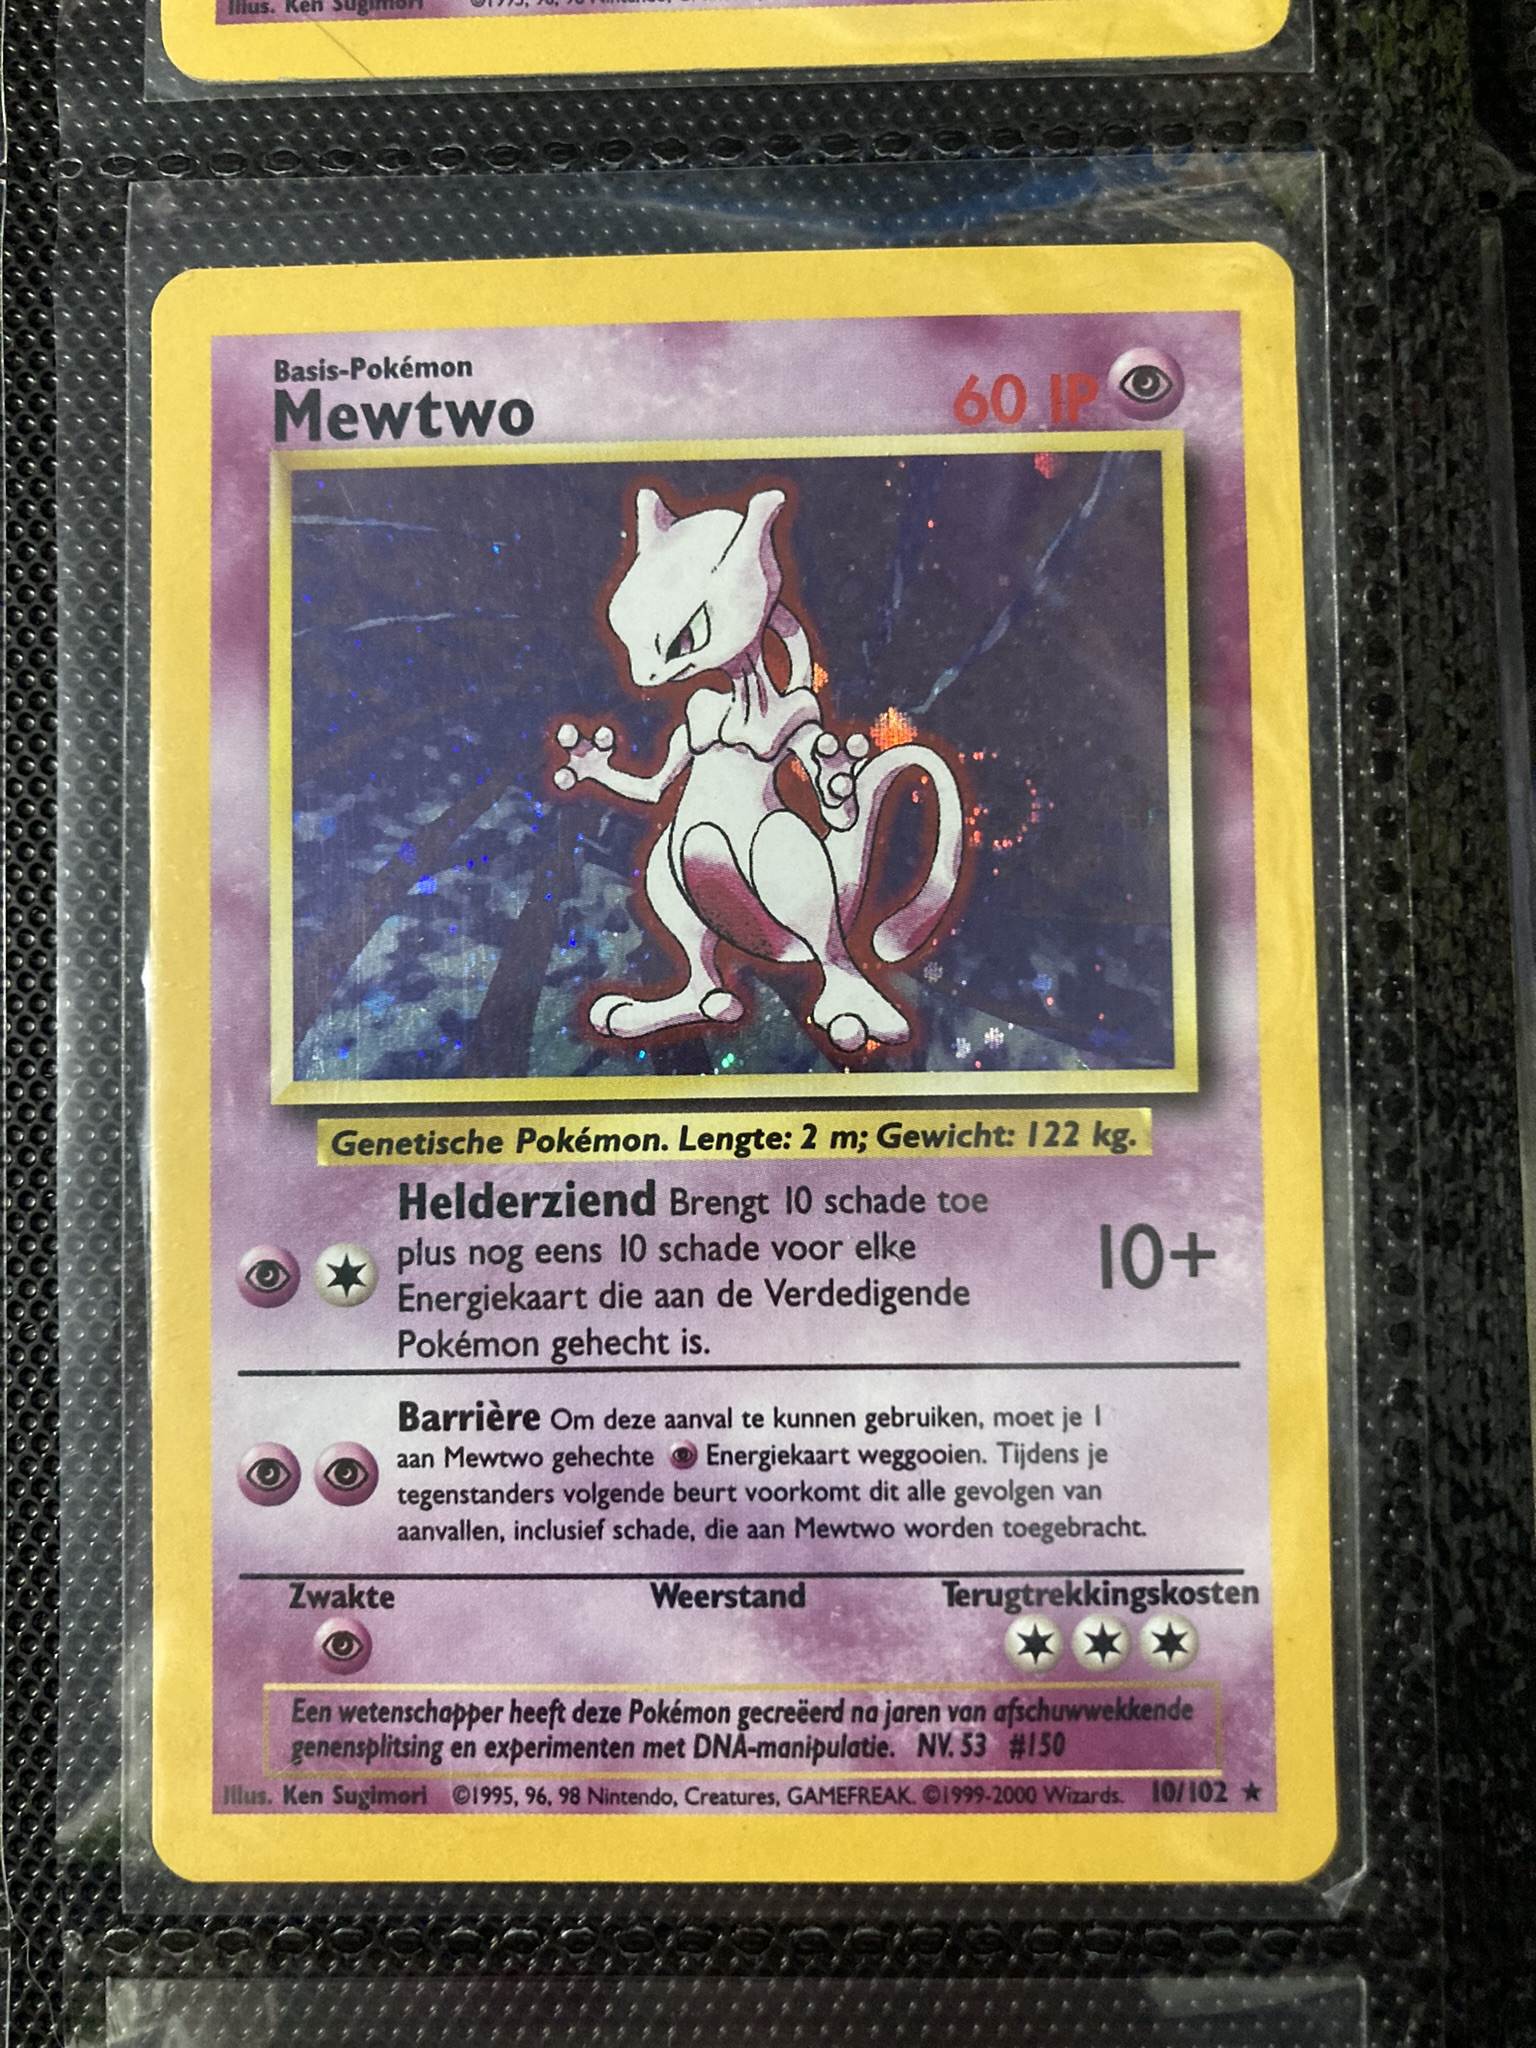 Illus. Ken Sugimori
Basis-Pokémon
Mewtwo
60 IP
Genetische Pokémon. Lengte: 2 m; Gewicht: 122 kg.
Helderziend Brengt 10 schade toe
plus nog eens 10 schade voor elke
Energiekaart die aan de Verdedigende
Pokémon gehecht is.
10+
Barrière Om deze aanval te kunnen gebruiken, moet je 1
aan Mewtwo gehechte Energiekaart weggooien. Tijdens je
tegenstanders volgende beurt voorkomt dit alle gevolgen van
aanvallen, inclusief schade, die aan Mewtwo worden toegebracht.
Zwakte Weerstand Terugtrekkingskosten
Een wetenschapper heeft deze Pokémon gecreëerd na jaren van afschuwwekkende
genensplitsing en experimenten met DNA-manipulatie. NV. 53 #150
Illus. Ken Sugimori ©1995, 96, 98 Nintendo, Creatures, GAMEFREAK. ©1999-2000 Wizards. 10/102 ★